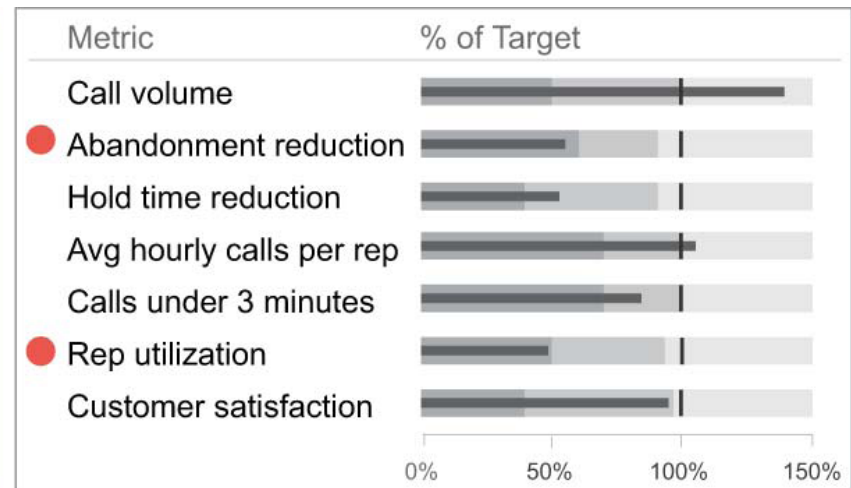 Metric % of Target
Call volume
Abandonment reduction
Hold time reduction
Avg hourly calls per rep
Calls under 3 minutes
Rep utilization
Customer satisfaction
0% 50% 100% 150%